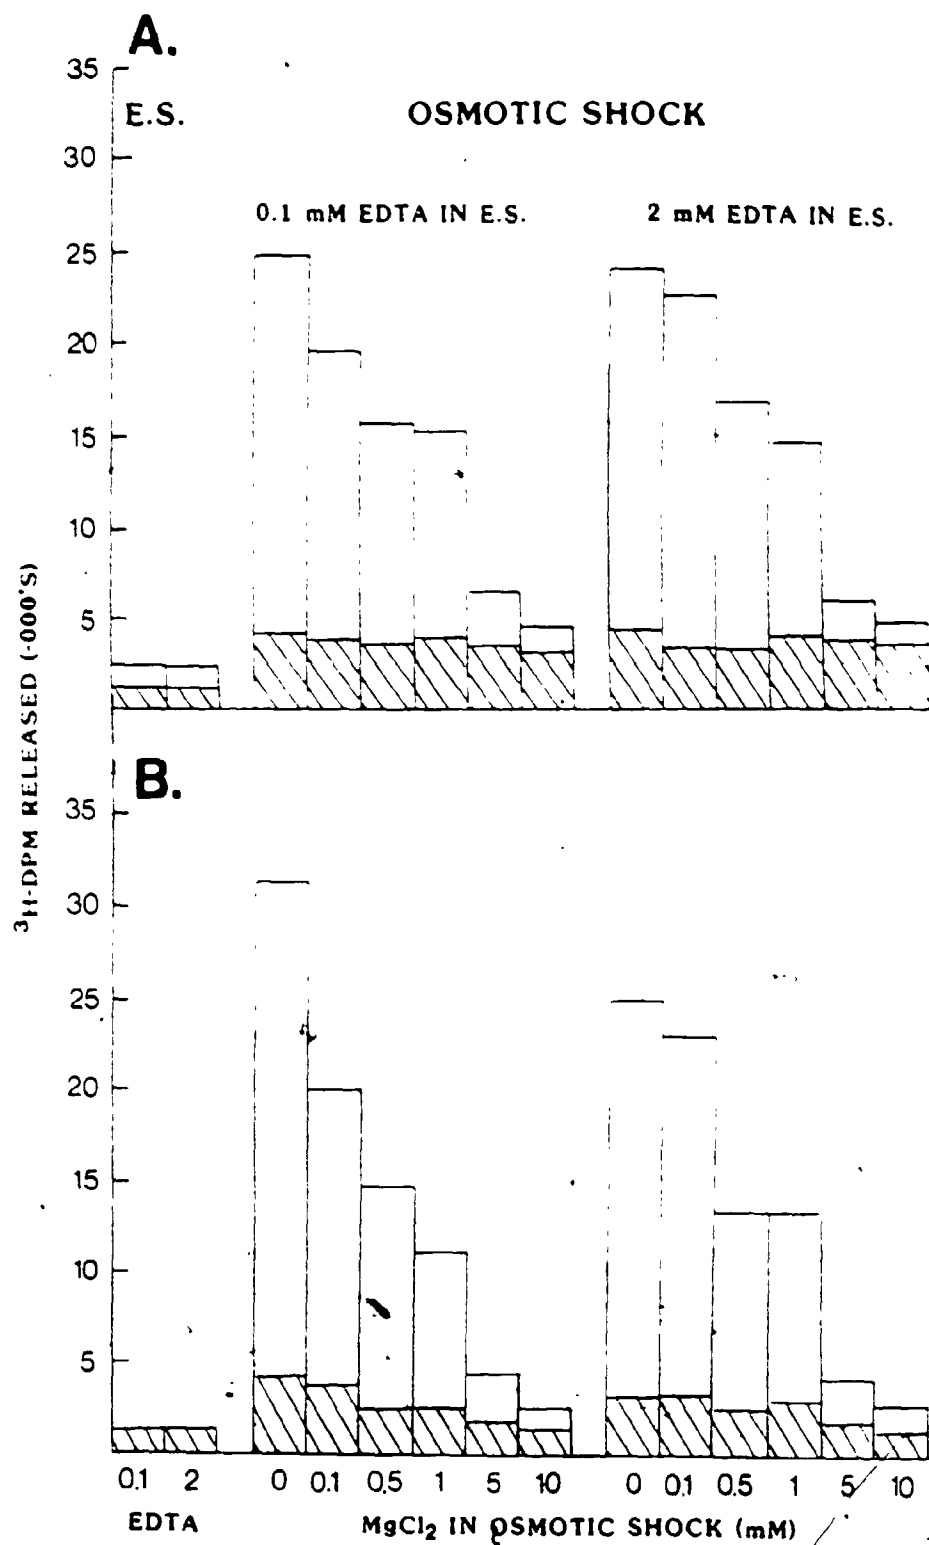 A.
35
E.S.
OSMOTIC SHOCK
30
0.1 mM EDTA IN E.S.
2 mM EDTA IN E.S.
25
20
15
10
5
³H-DPM RELEASED (-000'S)
B.
35
30
25
20
15
10
5
0.1 2 0 0.1 0.5 1 5 10 0 0.1 0.5 1 5 10
EDTA
MgCl₂ IN OSMOTIC SHOCK (mM)